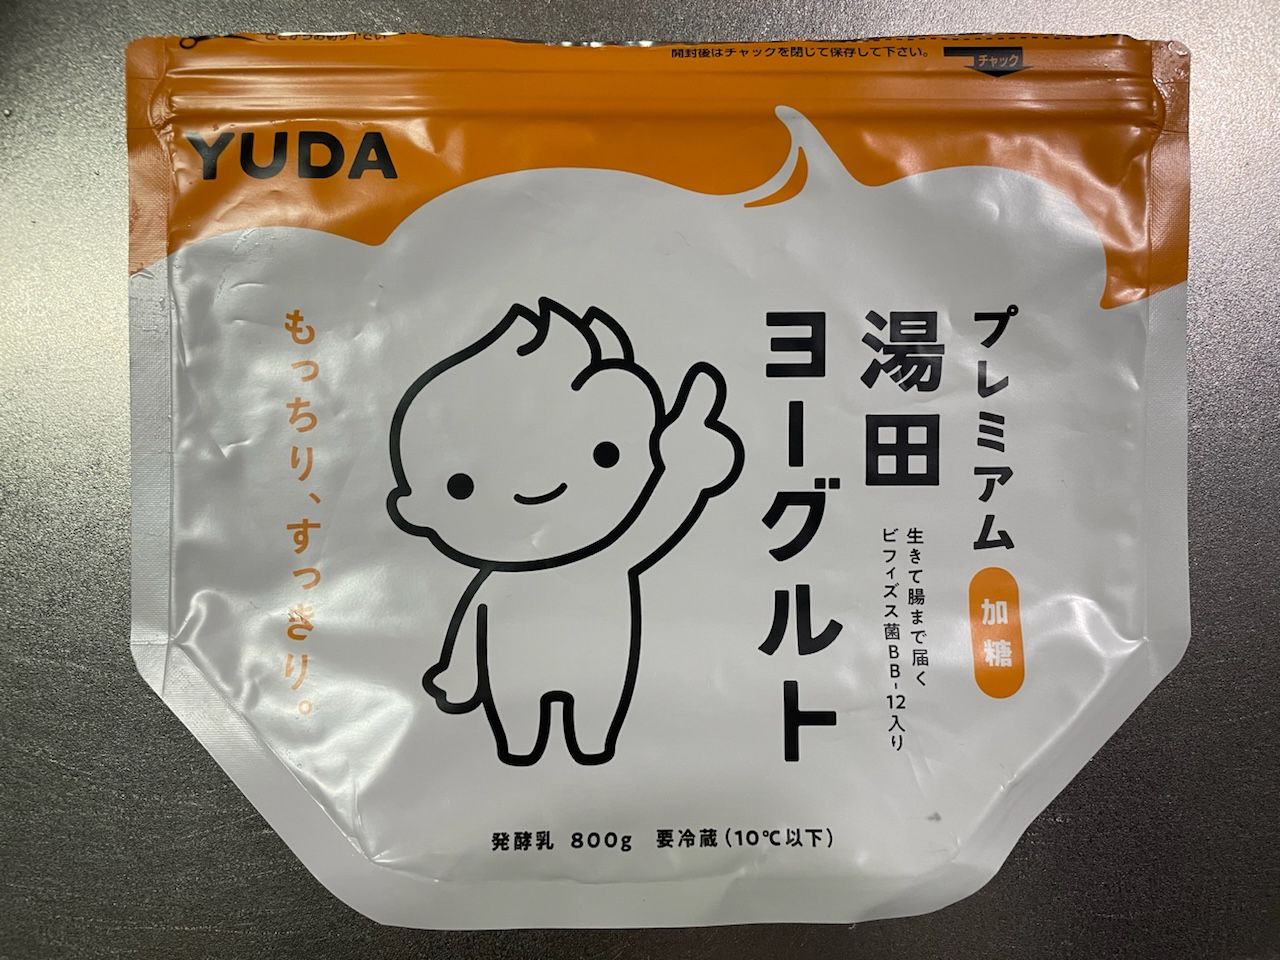 開封後はチャックを閉じて保存して下さい。
チャック
YUDA
プレミアム
加糖
湯田
ヨーグルト
生きて腸まで届く
ビフィズス菌BB-12入り
もっちり、すっきり。
発酵乳 800g 要冷蔵(10℃以下)